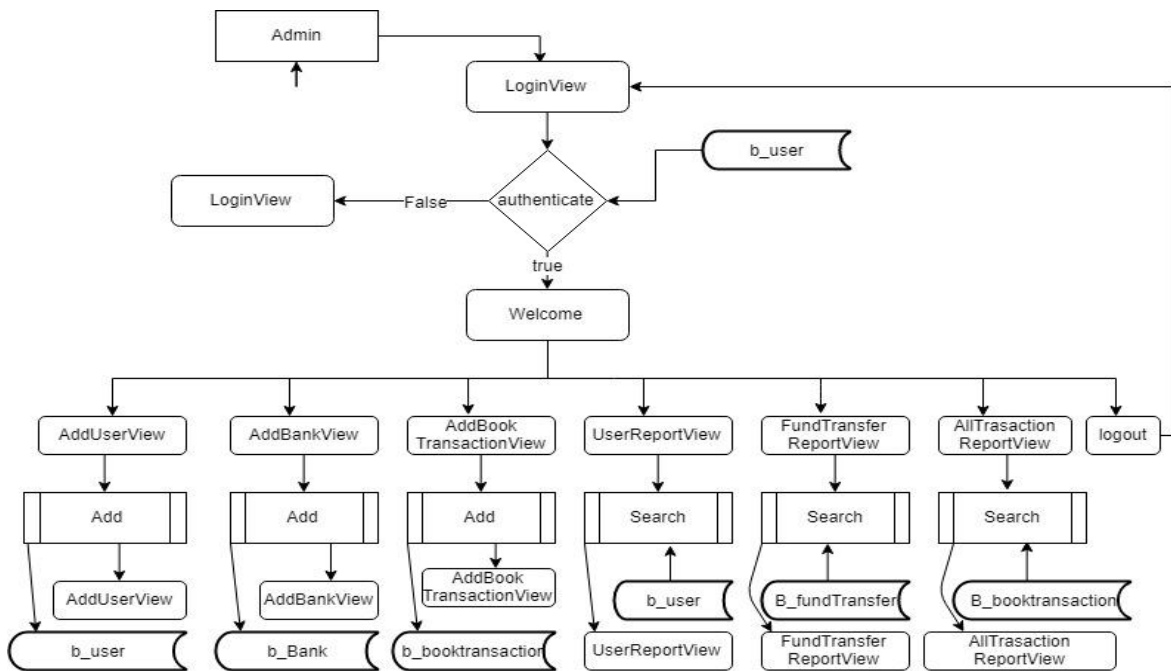 Admin
LoginView
b_user
authenticate
False
LoginView
true
Welcome
AddUserView
AddBankView
AddBook
TransactionView
UserReportView
FundTransfer
ReportView
AllTrasaction
ReportView
logout
Add
Add
Add
Search
Search
Search
AddUserView
AddBankView
AddBook
TransactionView
b_user
B_fundTransfer
B_booktransaction
b_user
b_Bank
b_booktransaction
UserReportView
FundTransfer
ReportView
AllTrasaction
ReportView